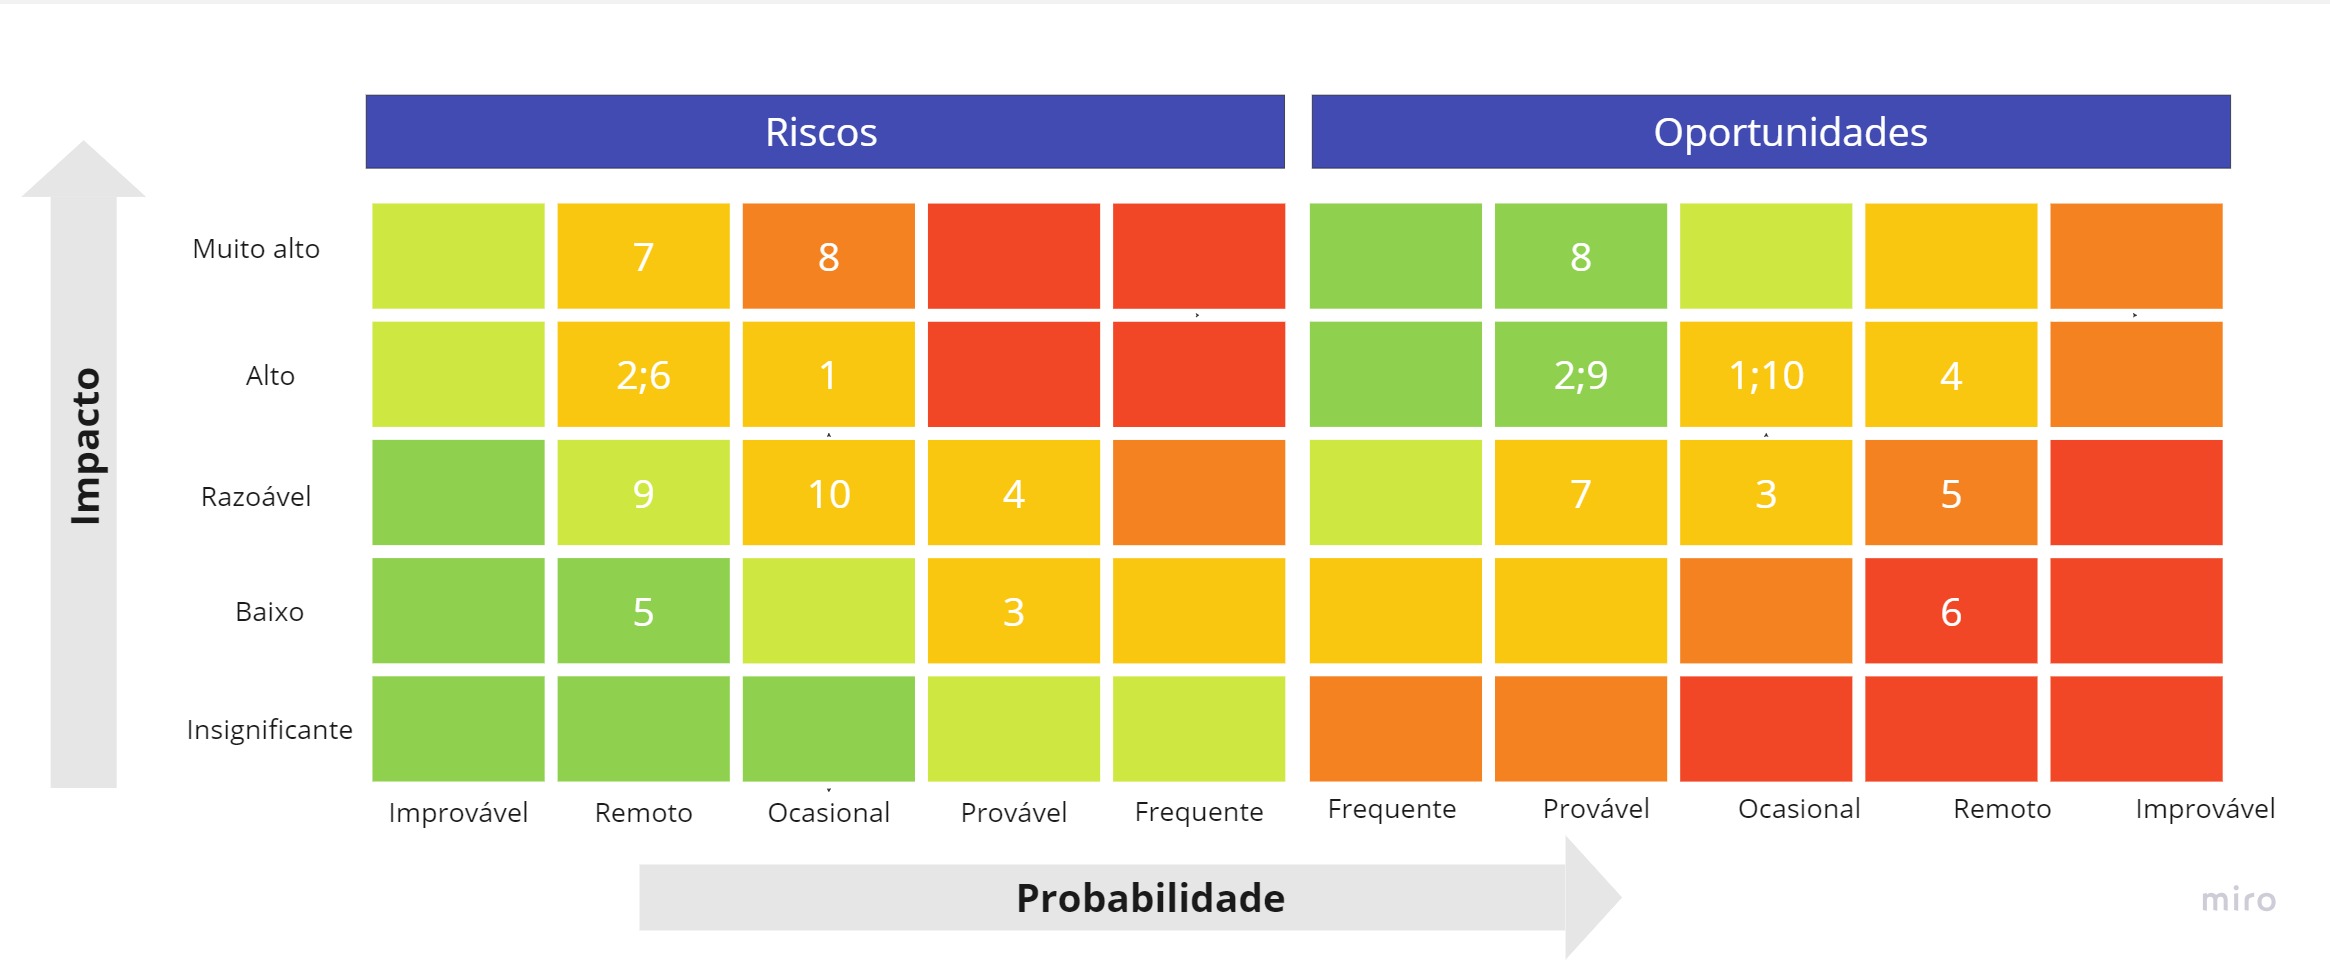 Riscos Oportunidades
Muito alto 7 8 8
Alto 2;6 1 2;9 1;10 4
Razoável 9 10 4 7 3 5
Baixo 5 3 6
Insignificante
Improvável Remoto Ocasional Provável Frequente Frequente Provável Ocasional Remoto Improvável
Impacto
Probabilidade
miro